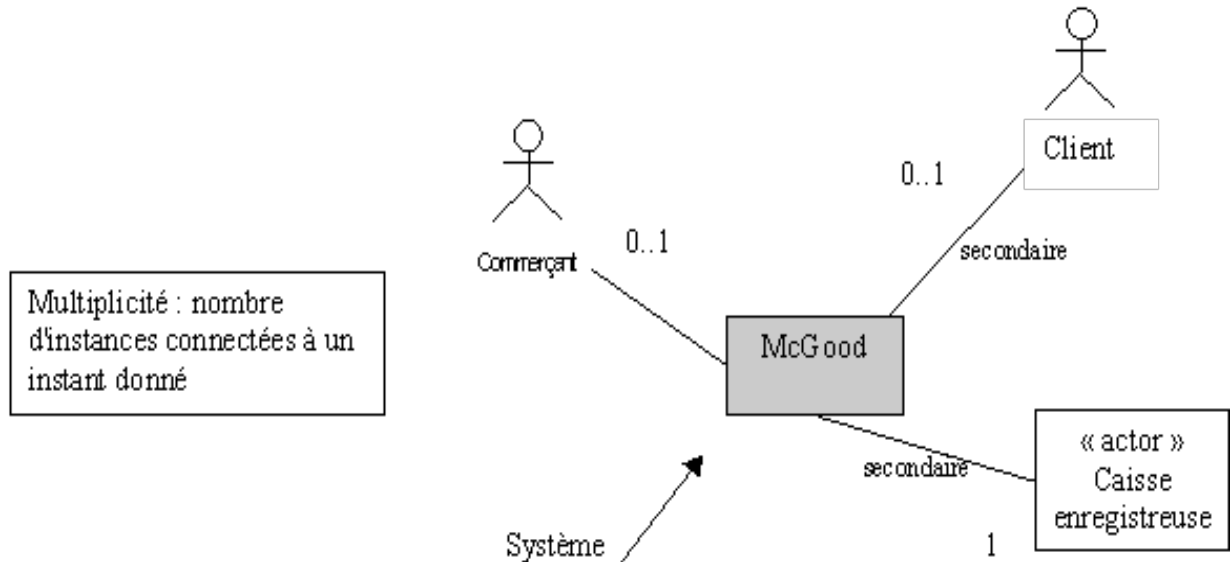 Client
0..1
0..1
secondaire
Commerçant
Multiplicité : nombre
d'instances connectées à un
instant donné
McGood
« actor »
secondaire
Caisse
enregistreuse
Système
1